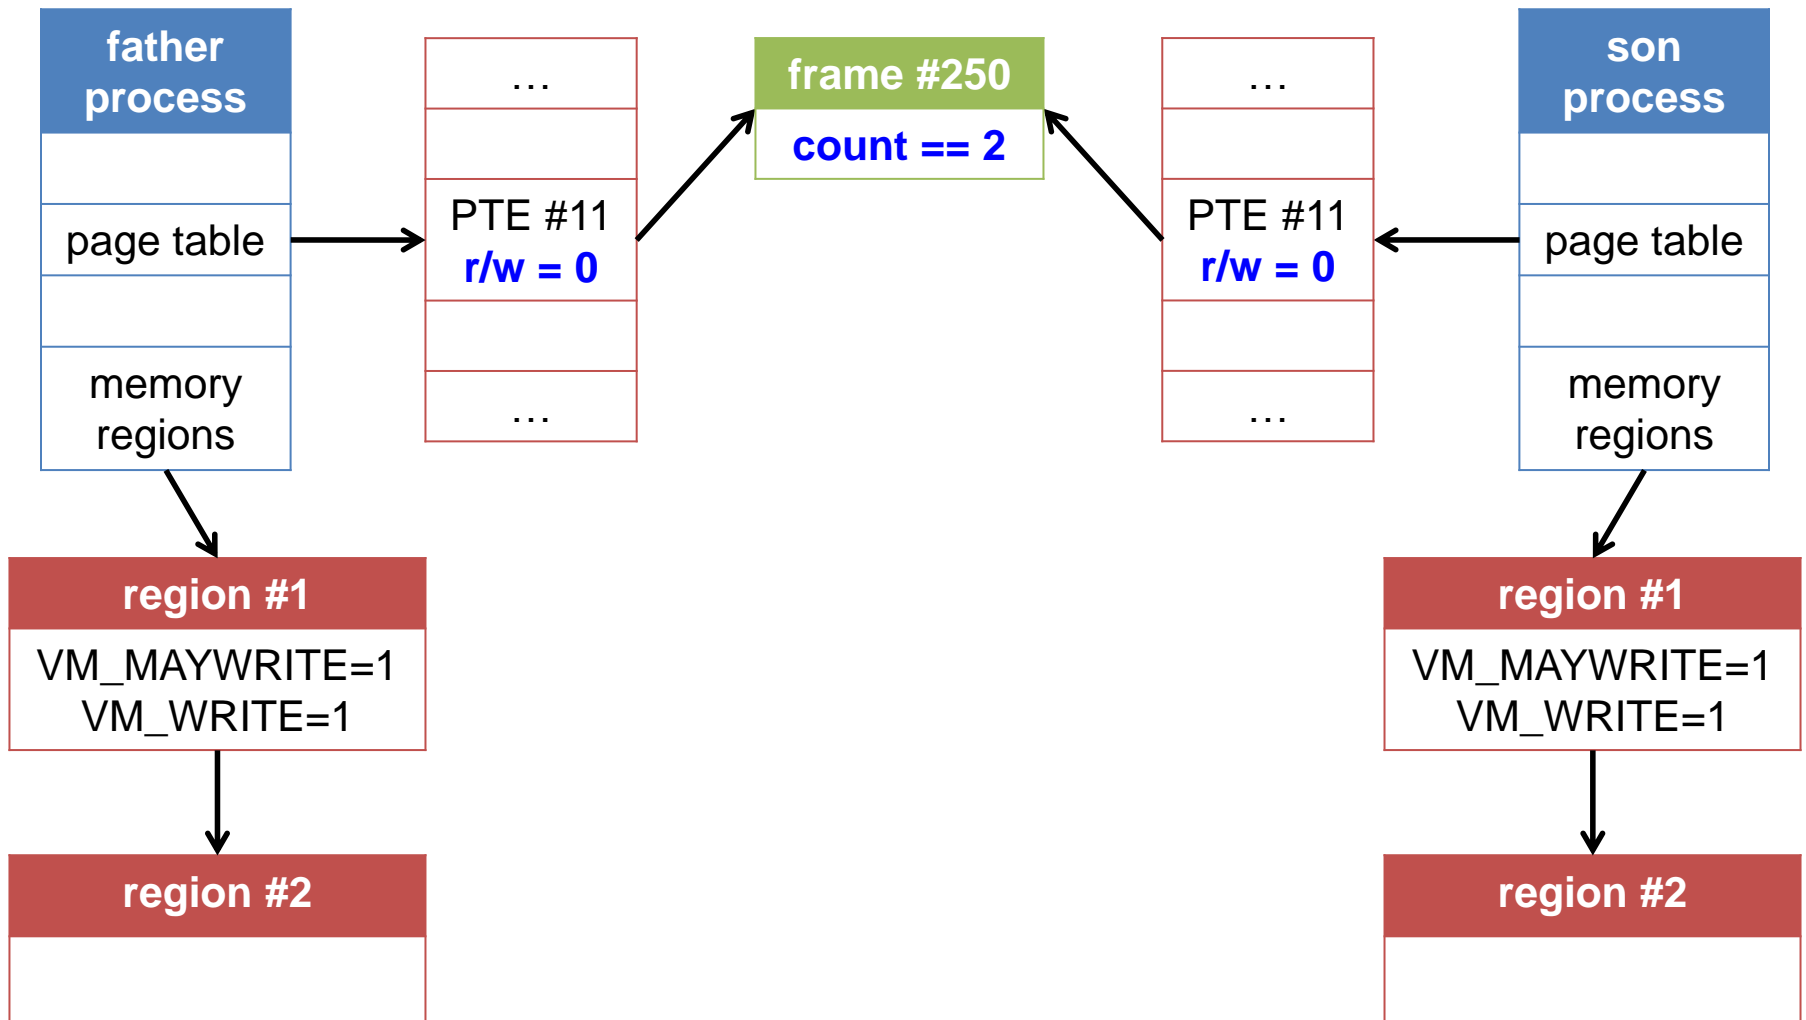 father
process
page table
memory
regions
…
PTE #11
r/w = 0
…
frame #250
count == 2
…
PTE #11
r/w = 0
…
son
process
page table
memory
regions
region #1
VM_MAYWRITE=1
VM_WRITE=1
region #2
region #1
VM_MAYWRITE=1
VM_WRITE=1
region #2